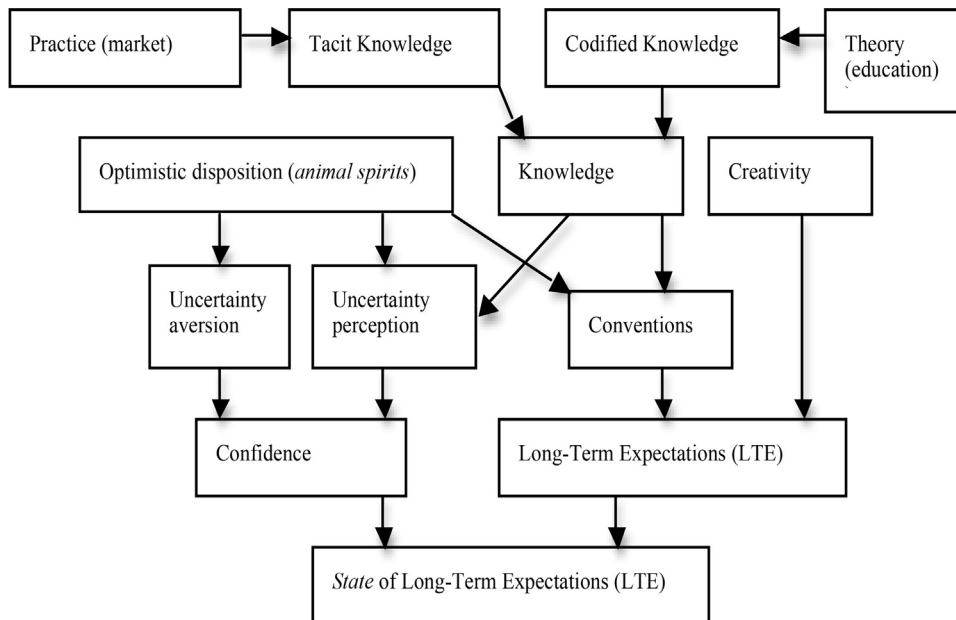 Practice (market)
Tacit Knowledge
Codified Knowledge
Theory
(education)
`
Optimistic disposition (animal spirits)
Knowledge
Creativity
Uncertainty
aversion
Uncertainty
perception
Conventions
Confidence
Long-Term Expectations (LTE)
State of Long-Term Expectations (LTE)